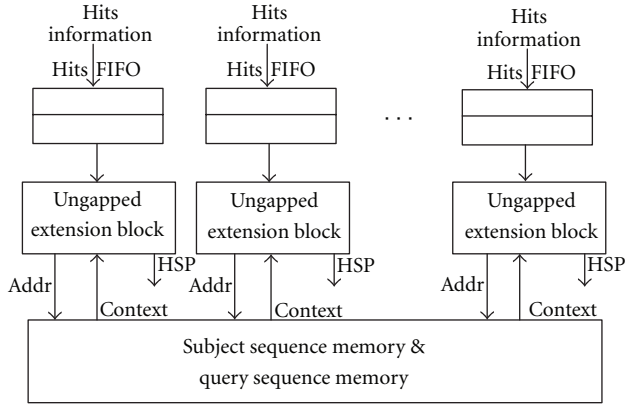 Hits
information
Hits FIFO
Ungapped
extension block
HSP
Addr
Context
Hits
information
Hits FIFO
Ungapped
extension block
HSP
Addr
Context
. . .
Hits
information
Hits FIFO
Ungapped
extension block
HSP
Addr
Context
Subject sequence memory &
query sequence memory